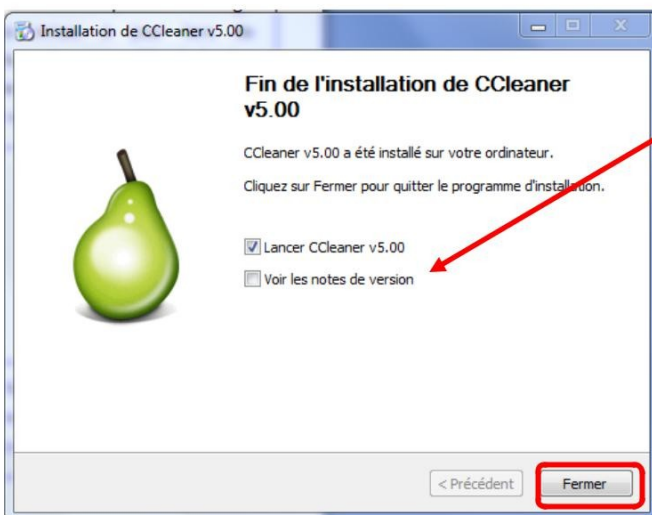 Installation de CCleaner v5.00
Fin de l'installation de CCleaner
v5.00
CCleaner v5.00 a été installé sur votre ordinateur.
Cliquez sur Fermer pour quitter le programme d'installation.
Lancer CCleaner v5.00
Voir les notes de version
< Précédent
Fermer